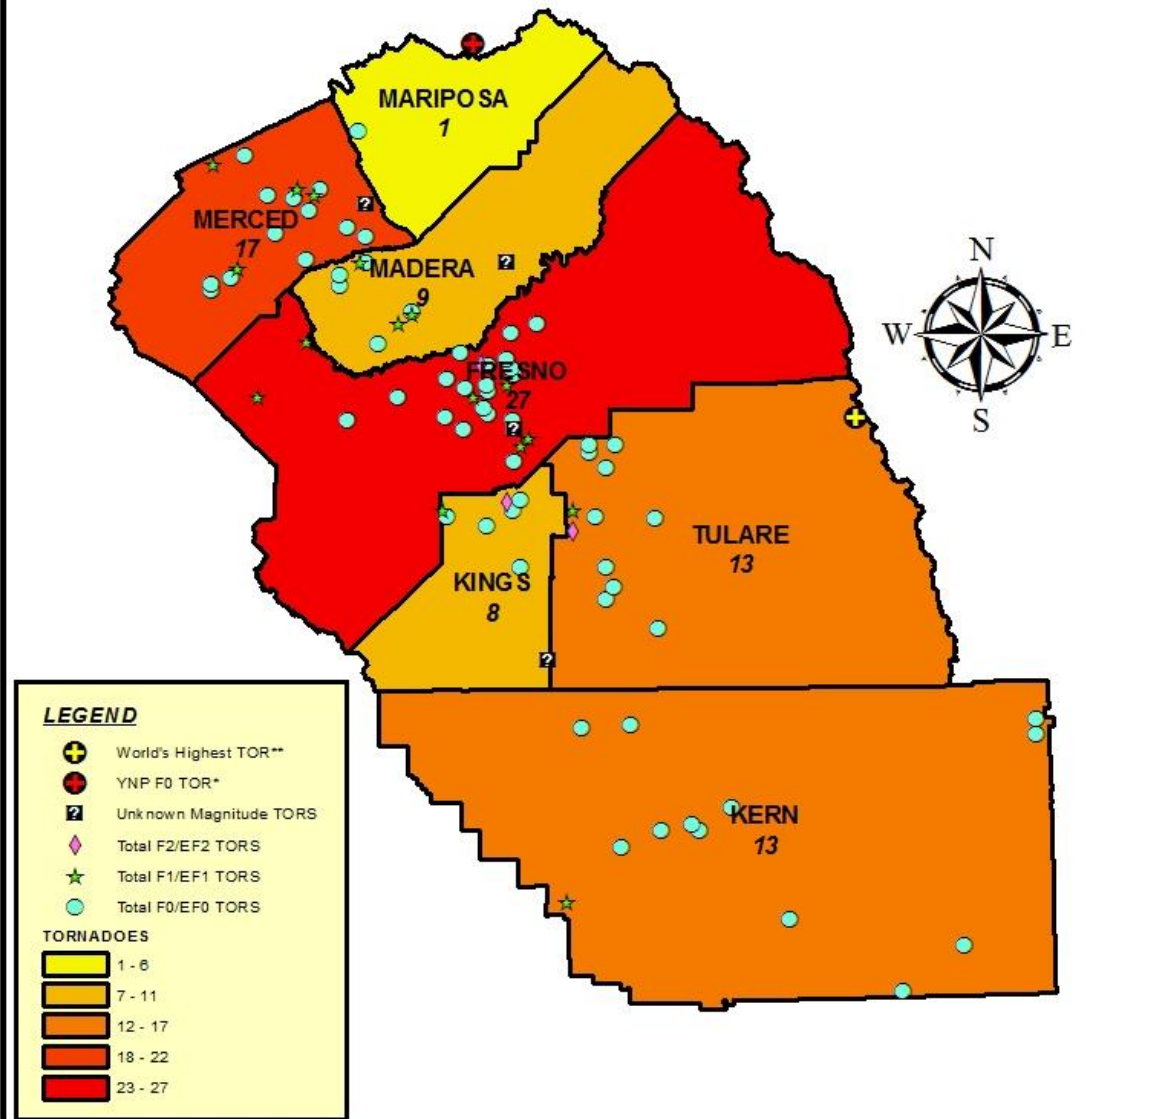 MARIPOSA
1
MERCED
17
MADERA
9
FRESNO
27
N
W E
S
TULARE
13
KINGS
8
KERN
13
LEGEND
World's Highest TOR**
YNP F0 TOR*
? Unknown Magnitude TORS
Total F2/EF2 TORS
Total F1/EF1 TORS
Total F0/EF0 TORS
TORNADOES
1 - 6
7 - 11
12 - 17
18 - 22
23 - 27
?
?
?
?